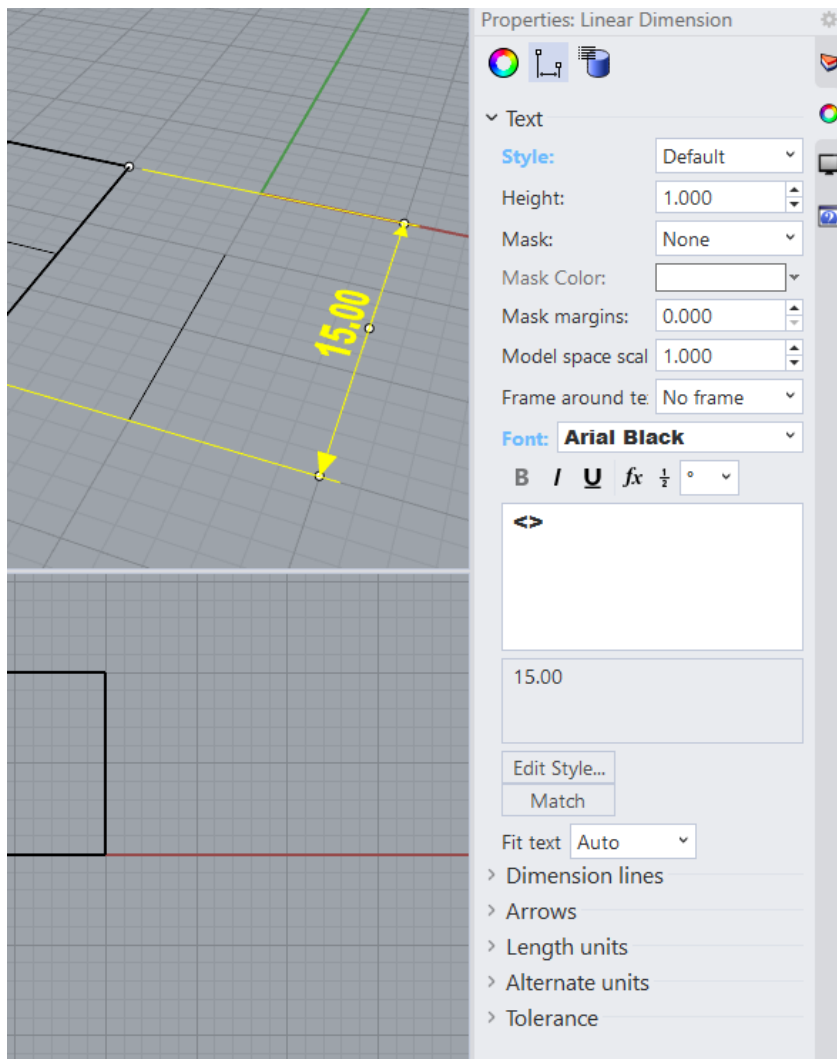 Properties: Linear Dimension
Text
Style: Default
Height: 1.000
Mask: None
Mask Color:
Mask margins: 0.000
Model space scal 1.000
Frame around te: No frame
Font: Arial Black
B I U fx 1/2 °
<>
15.00
Edit Style...
Match
Fit text Auto
Dimension lines
Arrows
Length units
Alternate units
Tolerance
15.00